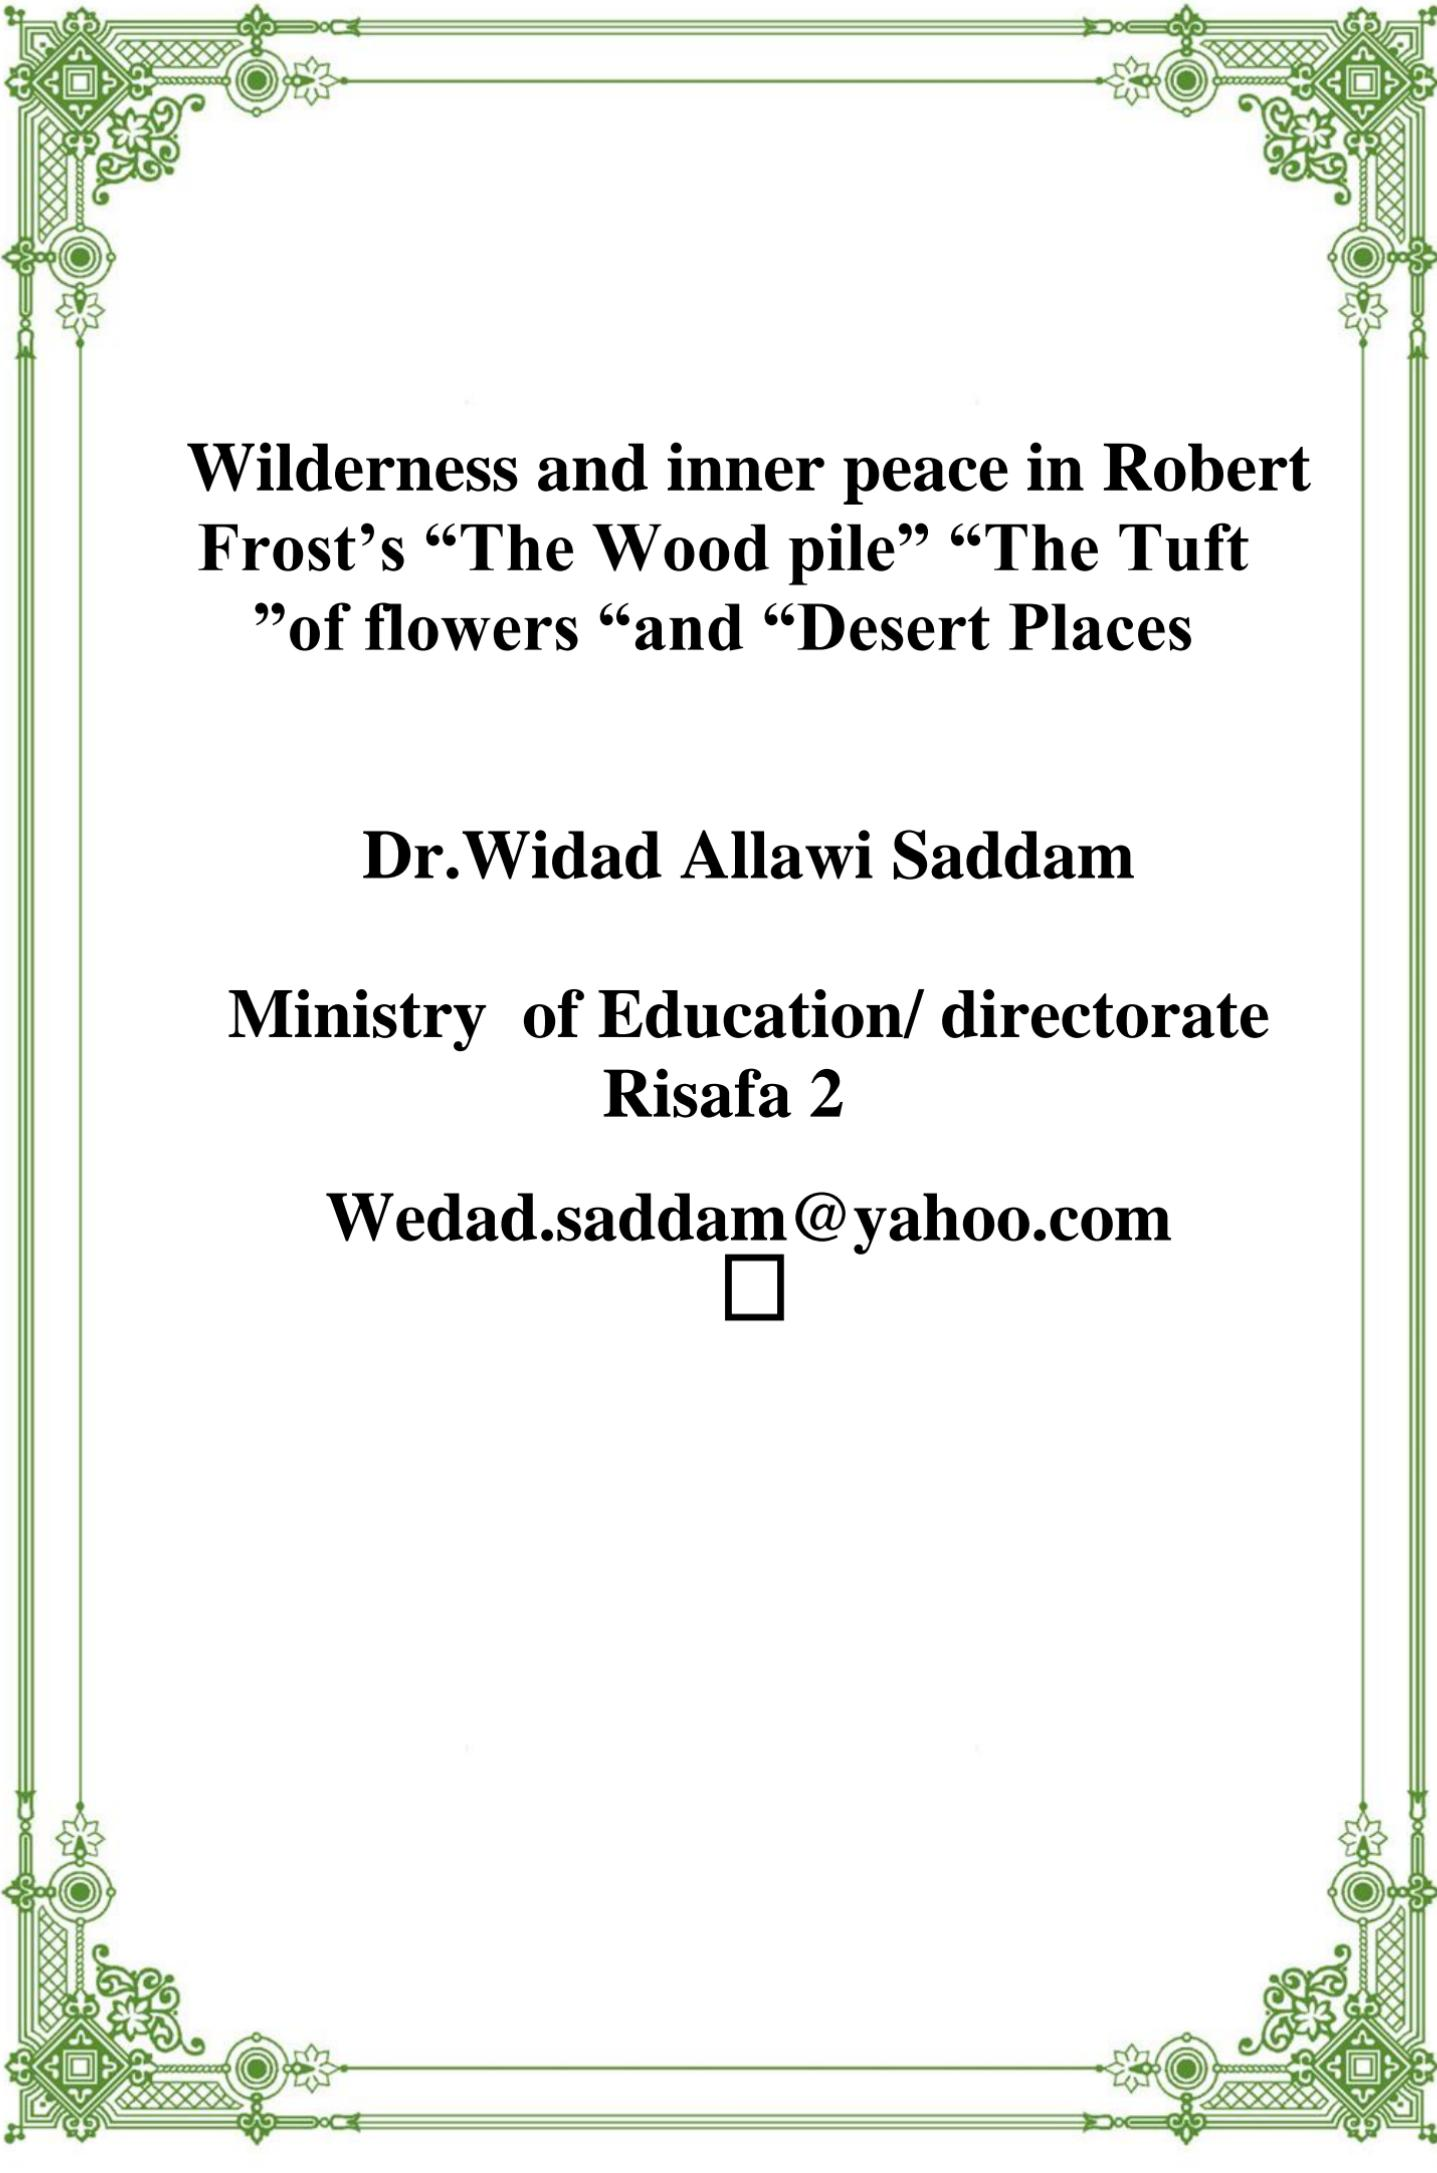 Wilderness and inner peace in Robert
Frost’s “The Wood pile” “The Tuft
”of flowers “and “Desert Places
Dr.Widad Allawi Saddam
Ministry  of Education/ directorate
Risafa 2
Wedad.saddam@yahoo.com